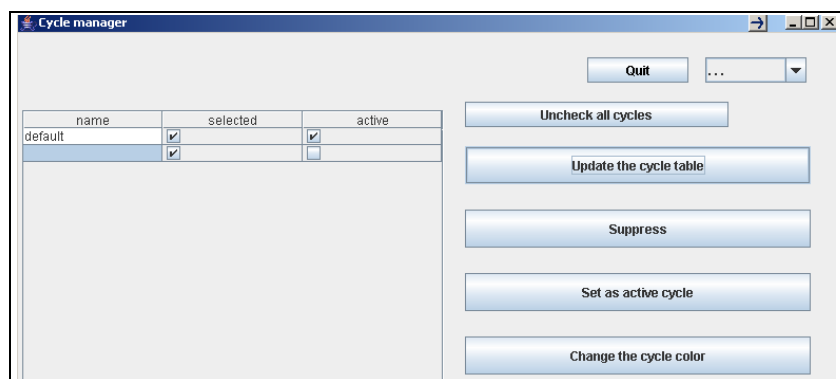 Cycle manager
Quit
...
Uncheck all cycles
name selected active
default
Update the cycle table
Suppress
Set as active cycle
Change the cycle color